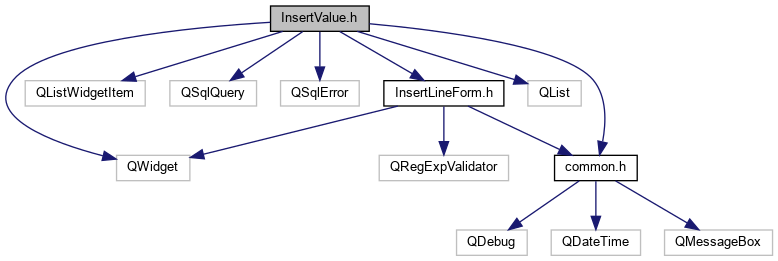 InsertValue.h
QListWidgetItem
QSqlQuery
QSqlError
InsertLineForm.h
QList
QWidget
QRegExpValidator
common.h
QDebug
QDateTime
QMessageBox